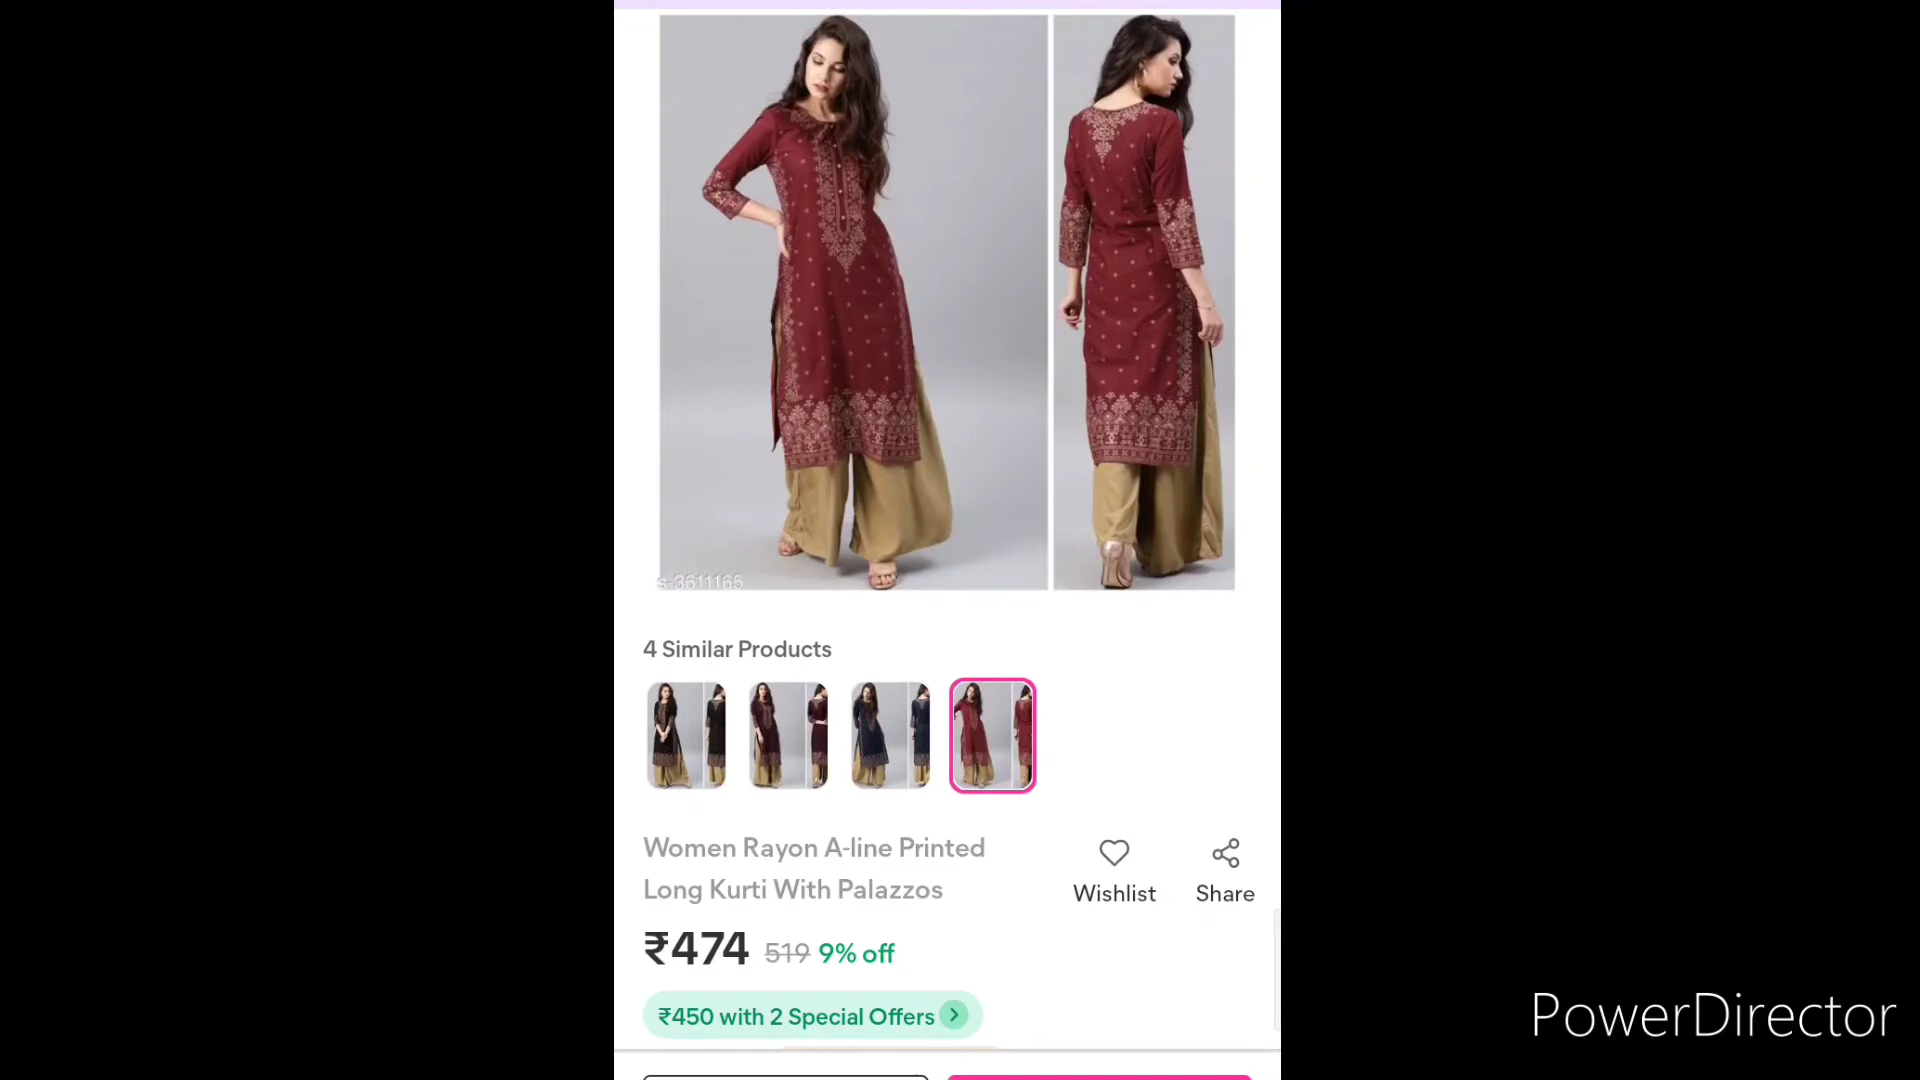 s-3611165
4 Similar Products
Women Rayon A-line Printed
Long Kurti With Palazzos
Wishlist
Share
₹474 519 9% off
₹450 with 2 Special Offers
PowerDirector